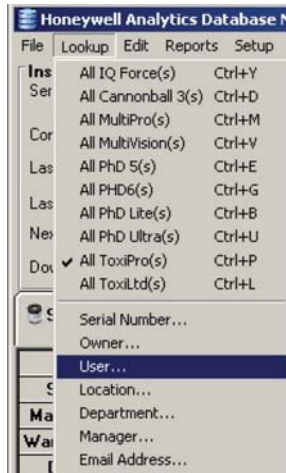 Honeywell Analytics Database
File Lookup Edit Reports Setup
Ins
Ser
Cor
Las
Las
Nex
Dov
All IQ Force(s) Ctrl+Y
All Cannonball 3(s) Ctrl+D
All MultiPro(s) Ctrl+M
All MultiVision(s) Ctrl+V
All PhD 5(s) Ctrl+E
All PHD6(s) Ctrl+G
All PhD Lite(s) Ctrl+B
All PhD Ultra(s) Ctrl+U
All ToxiPro(s) Ctrl+P
All ToxiLtd(s) Ctrl+L
Serial Number...
Owner...
User...
Location...
Department...
Manager...
Email Address...
S
S
Ma
Wa